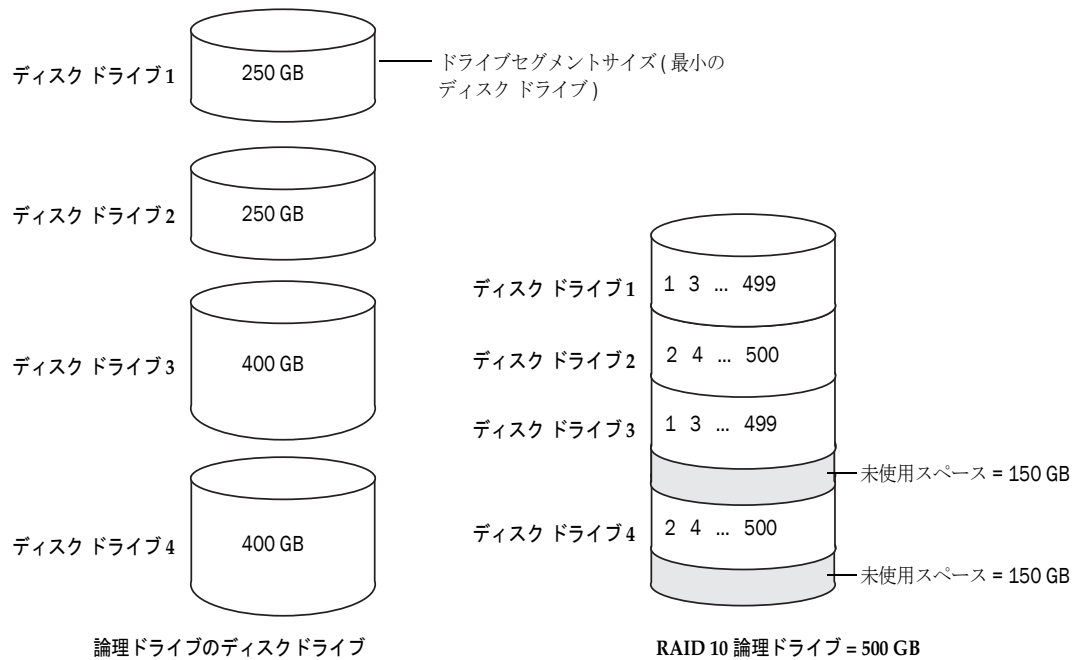 ディスク ドライブ 1
250 GB
ドライブセグメントサイズ ( 最小の
ディスク ドライブ )
ディスク ドライブ 2
250 GB
ディスク ドライブ 3
400 GB
ディスク ドライブ 4
400 GB
論理ドライブのディスクドライブ
ディスク ドライブ 1
1 3 ... 499
ディスク ドライブ 2
2 4 ... 500
ディスク ドライブ 3
1 3 ... 499
未使用スペース = 150 GB
ディスク ドライブ 4
2 4 ... 500
未使用スペース = 150 GB
RAID 10 論理ドライブ = 500 GB